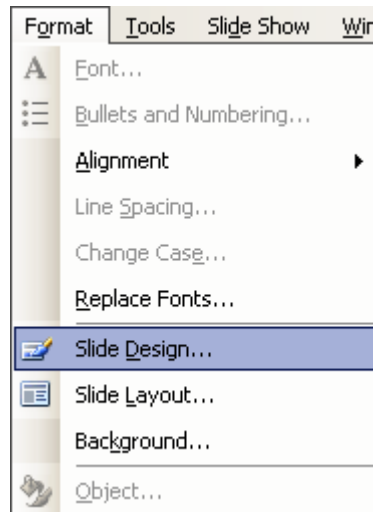 Format Tools Slide Show
Font...
Bullets and Numbering...
Alignment
Line Spacing...
Change Case...
Replace Fonts...
Slide Design...
Slide Layout...
Background...
Object...